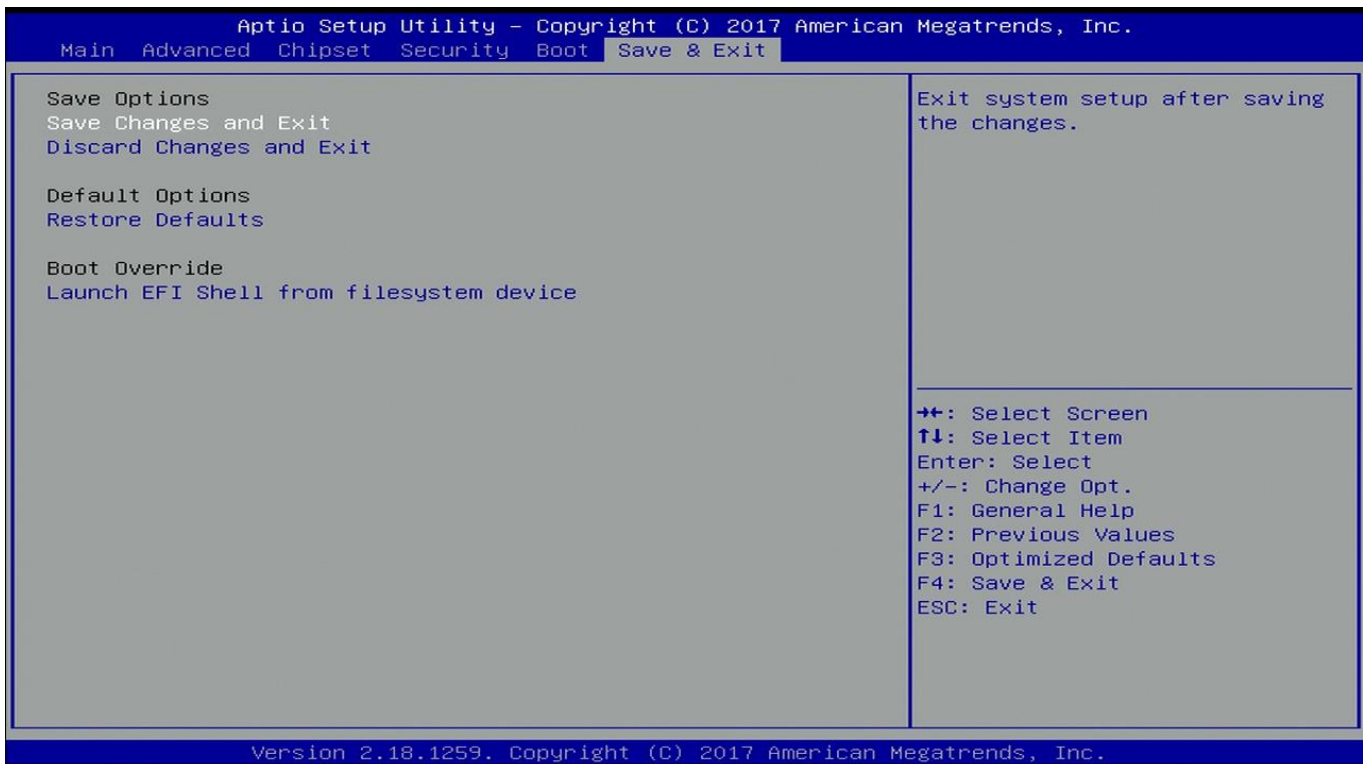 Aptio Setup Utility – Copyright (C) 2017 American Megatrends, Inc.
Main Advanced Chipset Security Boot Save & Exit
Save Options
Save Changes and Exit
Discard Changes and Exit
Default Options
Restore Defaults
Boot Override
Launch EFI Shell from filesystem device
Exit system setup after saving
the changes.
→←: Select Screen
↑↓: Select Item
Enter: Select
+/-: Change Opt.
F1: General Help
F2: Previous Values
F3: Optimized Defaults
F4: Save & Exit
ESC: Exit
Version 2.18.1259. Copyright (C) 2017 American Megatrends, Inc.